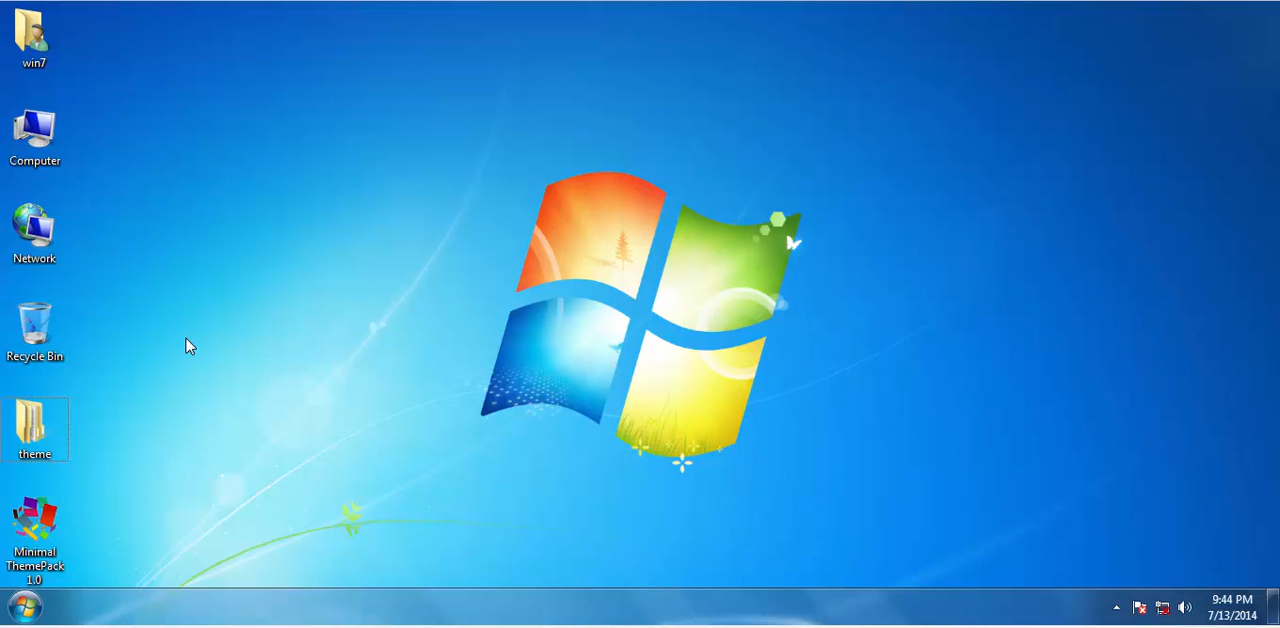 win7
Computer
Network
Recycle Bin
theme
Minimal
ThemePack
1.0
9:44 PM
7/13/2014